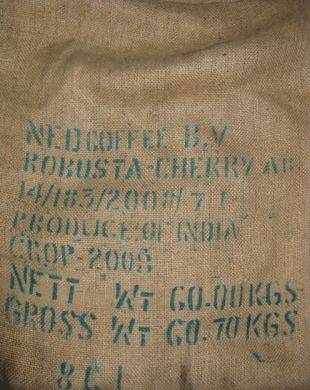 NEDCOFFEE B.V
ROBUSTA-CHERRY AB
14/183/2008/71
PRODUCE OF INDIA
CROP-2008
NETT WT 60.00KGS
GROSS WT 60.70KGS